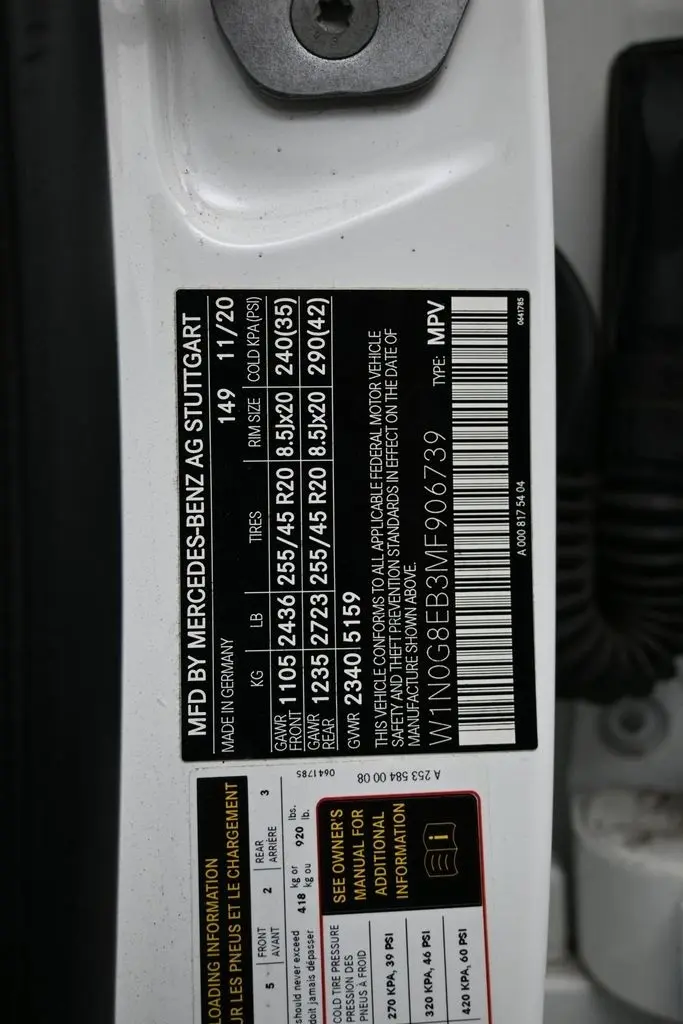 MFD BY MERCEDES-BENZ AG STUTTGART
MADE IN GERMANY 149 11/20
KG LB TIRES RIM SIZE COLD KPA(PSI)
GAWR FRONT 1105 2436 255/45 R20 8.5Jx20 240(35)
GAWR REAR 1235 2723 255/45 R20 8.5Jx20 290(42)
GVWR 2340 5159
THIS VEHICLE CONFORMS TO ALL APPLICABLE FEDERAL MOTOR VEHICLE
SAFETY AND THEFT PREVENTION STANDARDS IN EFFECT ON THE DATE OF
MANUFACTURE SHOWN ABOVE.
W1N0G8EB3MF906739 TYPE: MPV
A 000 817 54 04 0641785
0641785
A 253 584 00 08
LOADING INFORMATION
UR LES PNEUS ET LE CHARGEMENT
5 FRONT 2 REAR 3
AVANT ARRIÈRE
should never exceed 418 kg or 920 lbs.
doit jamais dépasser kg ou lb.
COLD TIRE PRESSURE
PRESSION DES
PNEUS À FROID
270 KPA, 39 PSI
320 KPA, 46 PSI
420 KPA, 60 PSI
SEE OWNER'S
MANUAL FOR
ADDITIONAL
INFORMATION